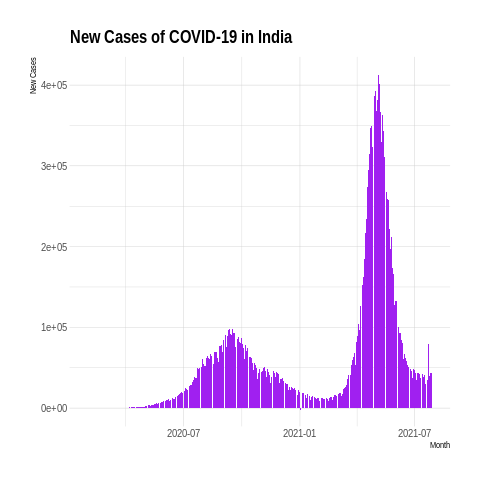 New Cases of COVID-19 in India
New Cases
4e+05
3e+05
2e+05
1e+05
0e+00
2020-07 2021-01 2021-07
Month